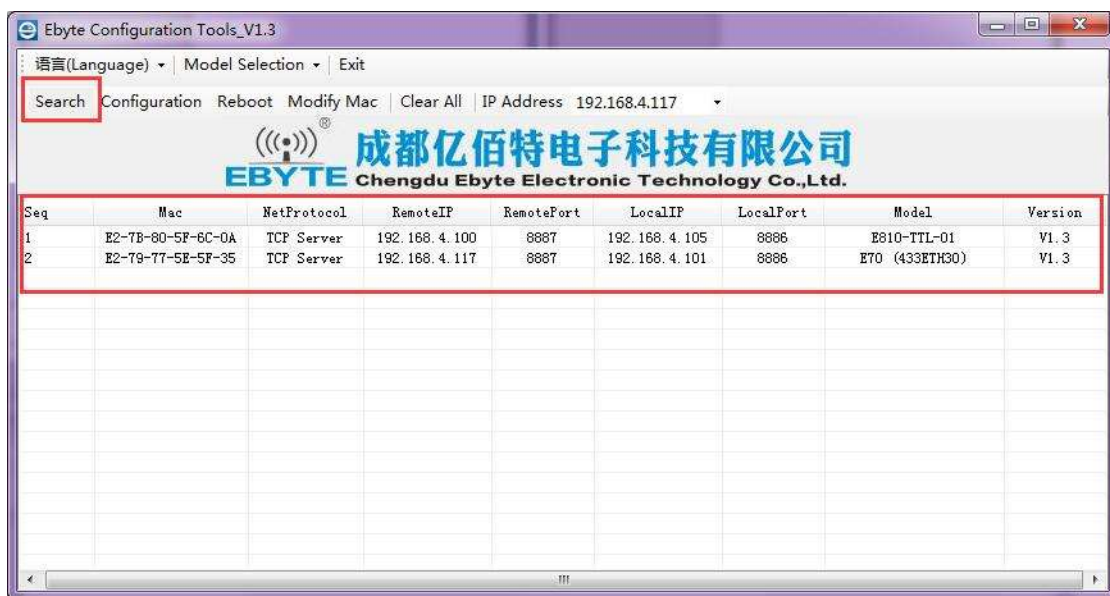 Ebyte Configuration Tools_V1.3
语言(Language) Model Selection Exit
Search Configuration Reboot Modify Mac Clear All IP Address 192.168.4.117
EBYTE ® 成都亿佰特电子科技有限公司
Chengdu Ebyte Electronic Technology Co.,Ltd.
Seq Mac NetProtocol RemoteIP RemotePort LocalIP LocalPort Model Version
1 E2-7B-80-5F-6C-0A TCP Server 192.168.4.100 8887 192.168.4.105 8886 E810-TTL-01 V1.3
2 E2-79-77-5E-5F-35 TCP Server 192.168.4.117 8887 192.168.4.101 8886 E70 (433ETH30) V1.3